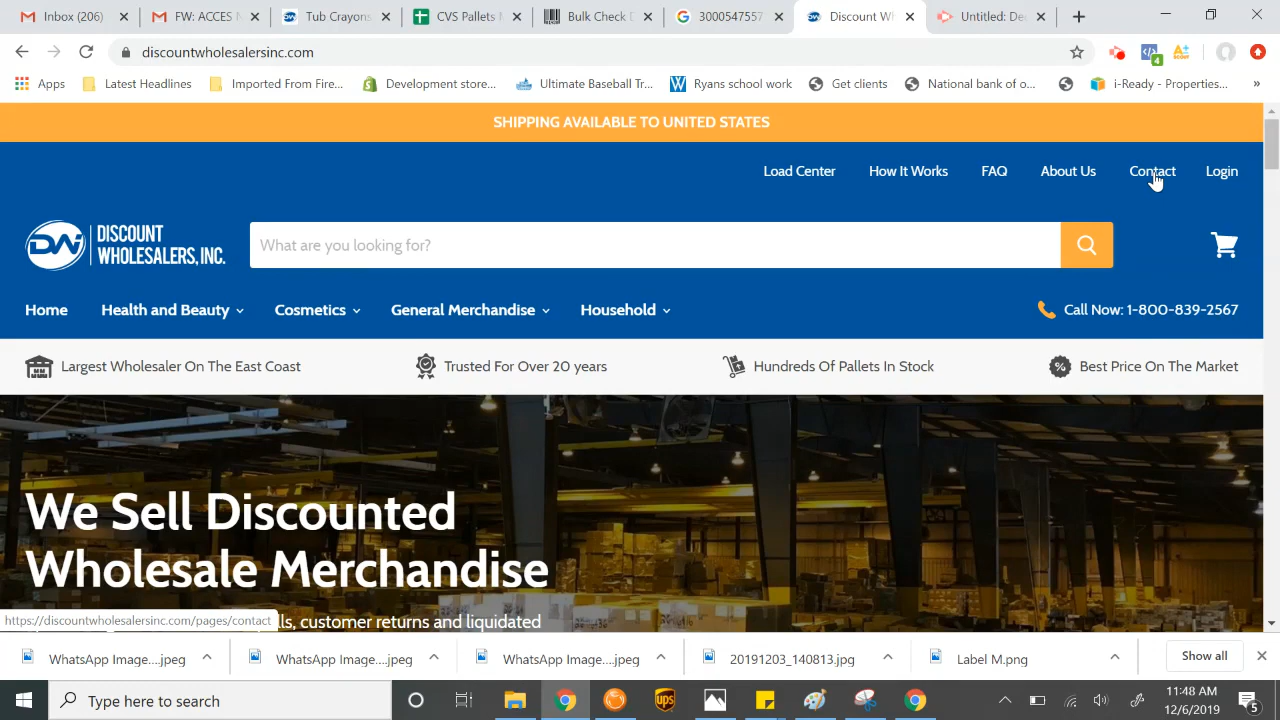 Inbox (206)
FW: ACCES N
Tub Crayons
CVS Pallets
Bulk Check
3000547557
Discount Wh
Untitled: De
discountwholesalersinc.com
4
Apps
Latest Headlines
Imported From Fire...
Development store...
Ultimate Baseball Tr...
Ryans school work
Get clients
National bank of o...
i-Ready - Properties...
»
SHIPPING AVAILABLE TO UNITED STATES
Load Center
How It Works
FAQ
About Us
Contact
Login
DW DISCOUNT
WHOLESALERS, INC.
What are you looking for?
Home
Health and Beauty
Cosmetics
General Merchandise
Household
Call Now: 1-800-839-2567
Largest Wholesaler On The East Coast
Trusted For Over 20 years
Hundreds Of Pallets In Stock
Best Price On The Market
We Sell Discounted
Wholesale Merchandise
lls, customer returns and liquidated
https://discountwholesalersinc.com/pages/contact
WhatsApp Image....jpeg
WhatsApp Image....jpeg
WhatsApp Image....jpeg
20191203_140813.jpg
Label M.png
Show all
Type here to search
ups
11:48 AM
12/6/2019
5